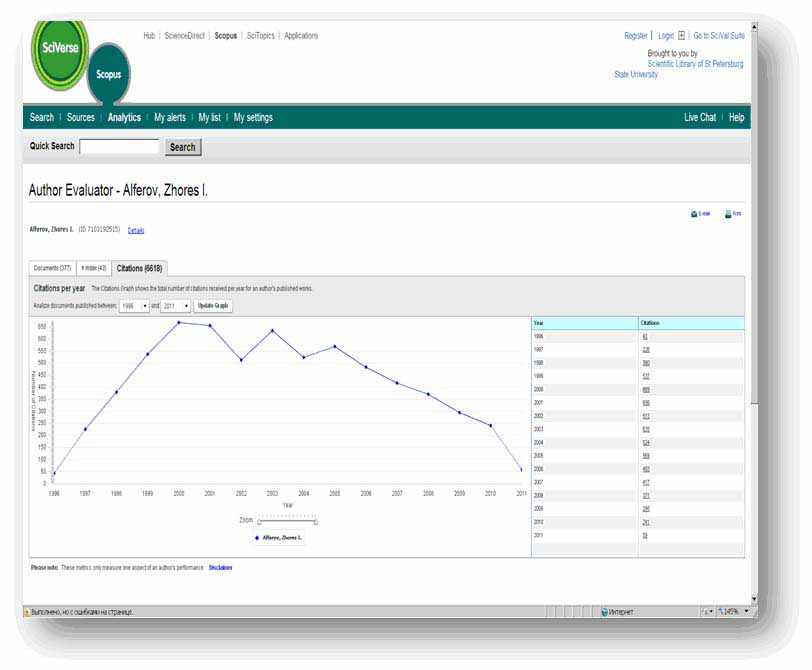 SciVerse
Hub | ScienceDirect | Scopus | SciTopics | Applications
Register | Login | Go to SciVal Suite
Brought to you by
Scientific Library of St Petersburg
State University
Scopus
Search | Sources | Analytics | My alerts | My list | My settings
Live Chat | Help
Quick Search
Search
Author Evaluator - Alferov, Zhores I.
E-mail Print
Alferov, Zhores I. (ID 7103192515) Details
Documents (377) h index (43) Citations (6618)
Citations per year The Citations Graph shows the total number of citations received per year for an author's published works.
Analyze documents published between: 1996 and 2011 Update Graph
Year Citations
1996 43
1997
1998 380
1999 537
2000 669
2001 656
2002 513
2003
2004 524
2005 569
2006 483
2007 417
2008 371
2009 295
2010 241
2011 59
650
600
550
500
450
400
350
300
250
200
150
100
50
0
Number of Citations
1996 1997 1998 1999 2000 2001 2002 2003 2004 2005 2006 2007 2008 2009 2010 2011
Year
Zoom
Alferov, Zhores I.
Please note: These metrics only measure one aspect of an author's performance. Disclaimer
Выполнено, но с ошибками на странице.
Интернет
145%